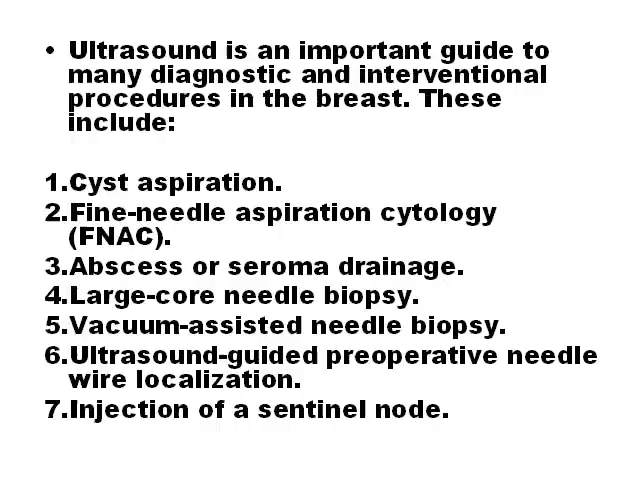 • Ultrasound is an important guide to
many diagnostic and interventional
procedures in the breast. These
include:
1.Cyst aspiration.
2.Fine-needle aspiration cytology
(FNAC).
3.Abscess or seroma drainage.
4.Large-core needle biopsy.
5.Vacuum-assisted needle biopsy.
6.Ultrasound-guided preoperative needle
wire localization.
7.Injection of a sentinel node.